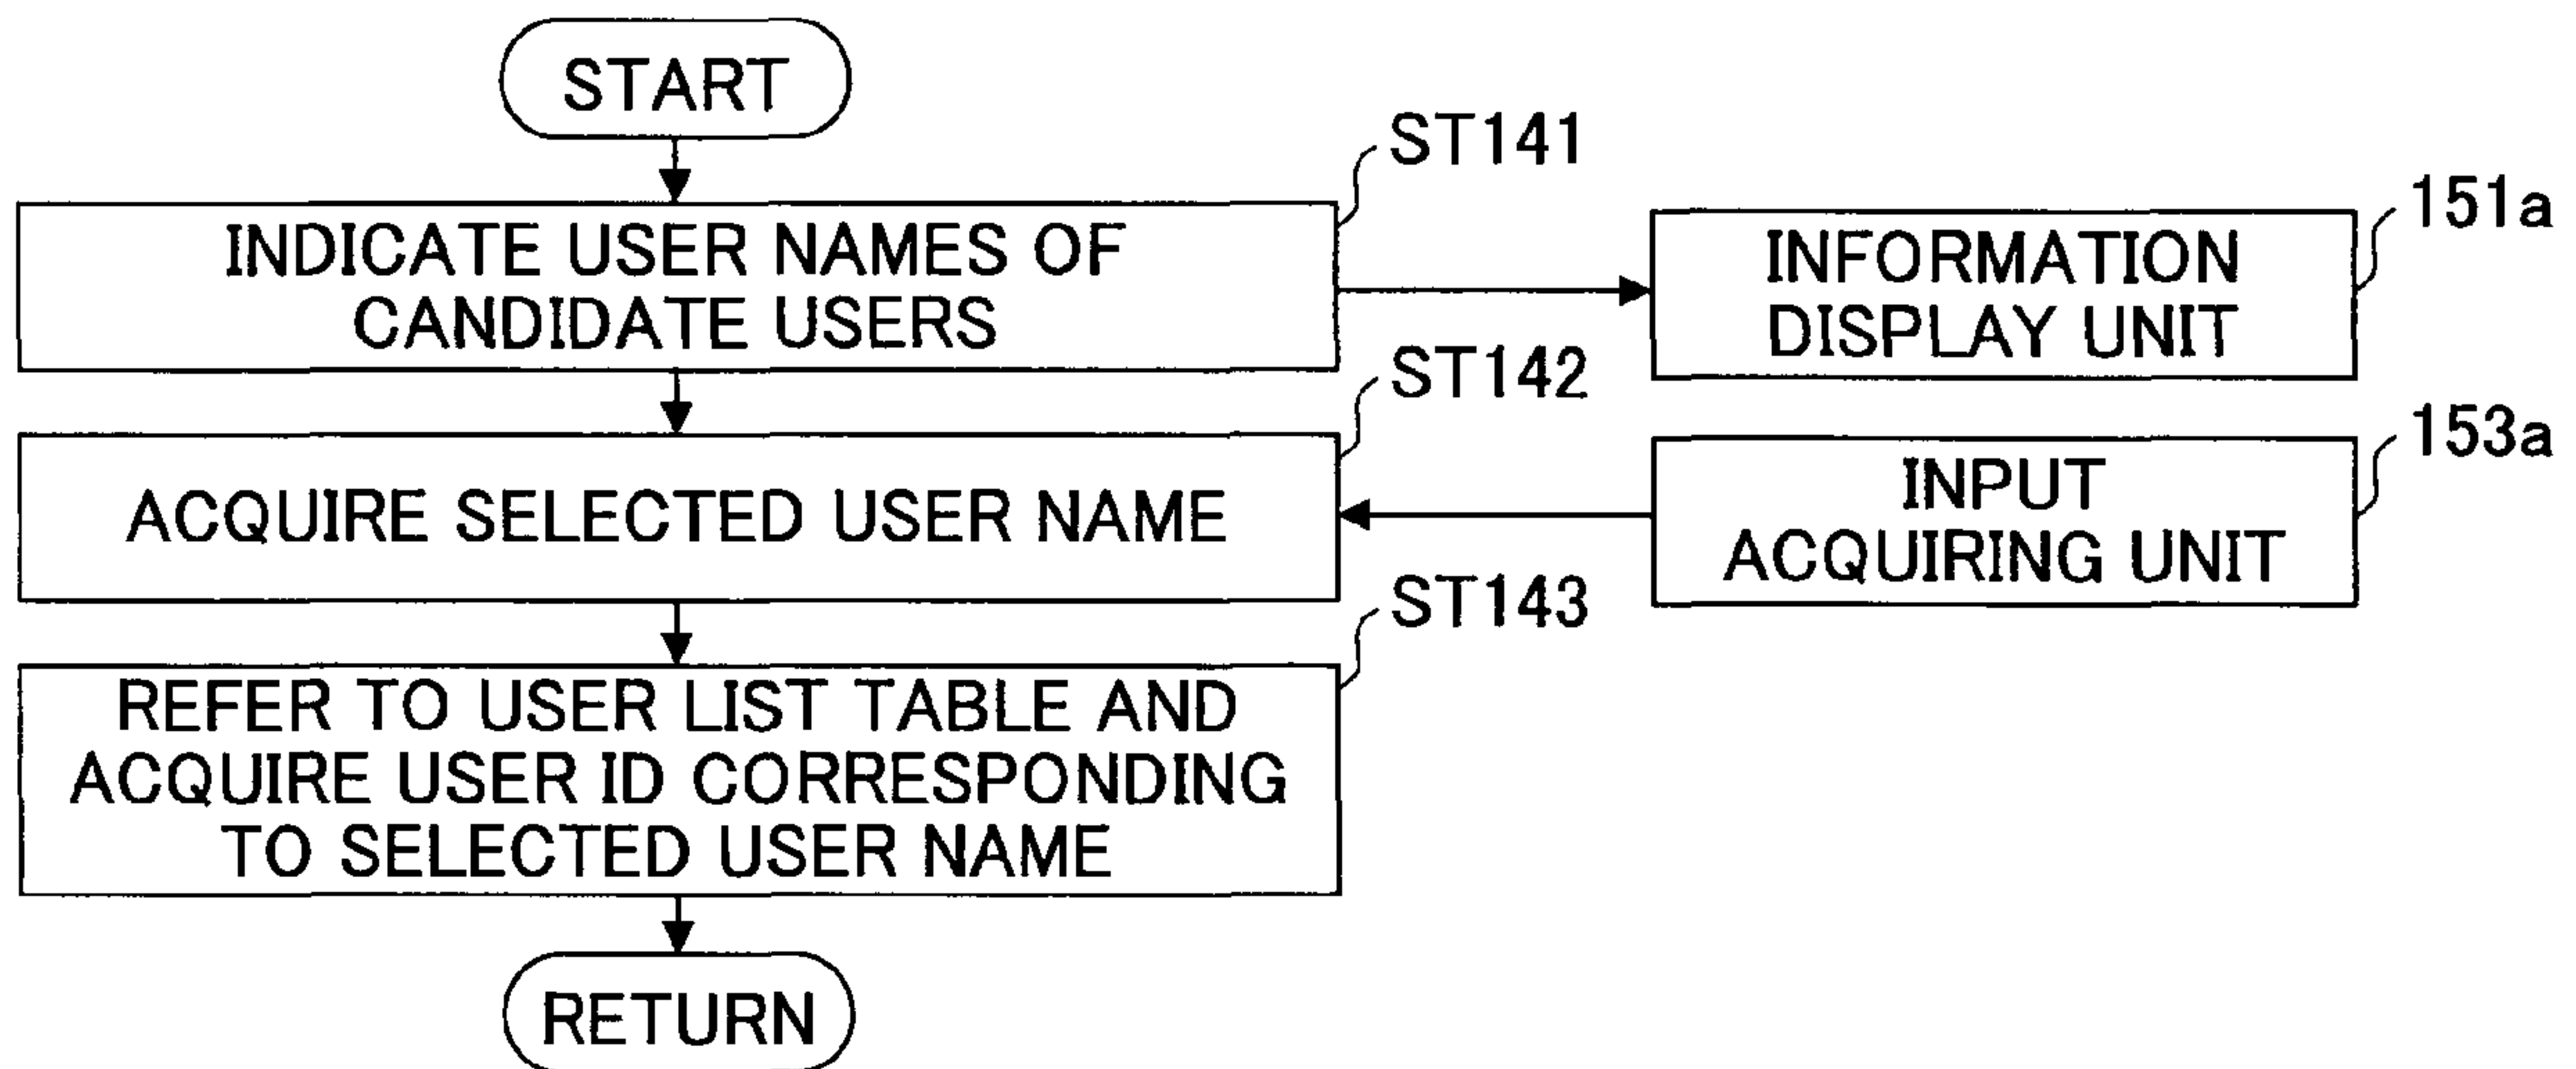 START
ST141
INDICATE USER NAMES OF
CANDIDATE USERS
151a
INFORMATION
DISPLAY UNIT
ST142
ACQUIRE SELECTED USER NAME
153a
INPUT
ACQUIRING UNIT
ST143
REFER TO USER LIST TABLE AND
ACQUIRE USER ID CORRESPONDING
TO SELECTED USER NAME
RETURN